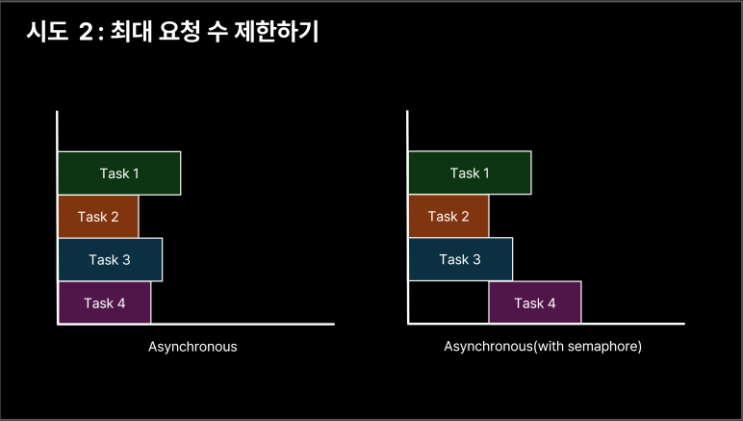 시도 2 : 최대 요청 수 제한하기
Task 1
Task 2
Task 3
Task 4
Asynchronous
Task 1
Task 2
Task 3
Task 4
Asynchronous(with semaphore)